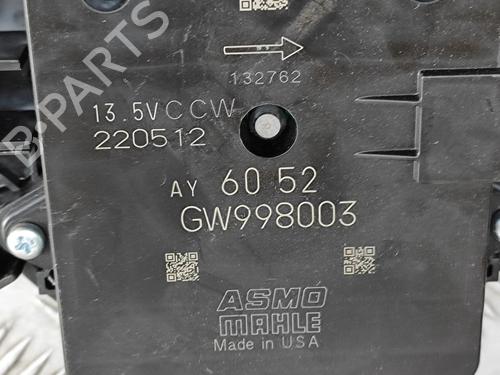 132762
13.5V CCW
220512
AY 60 52
GW998003
ASMO
MAHLE
Made in USA
B-PARTS